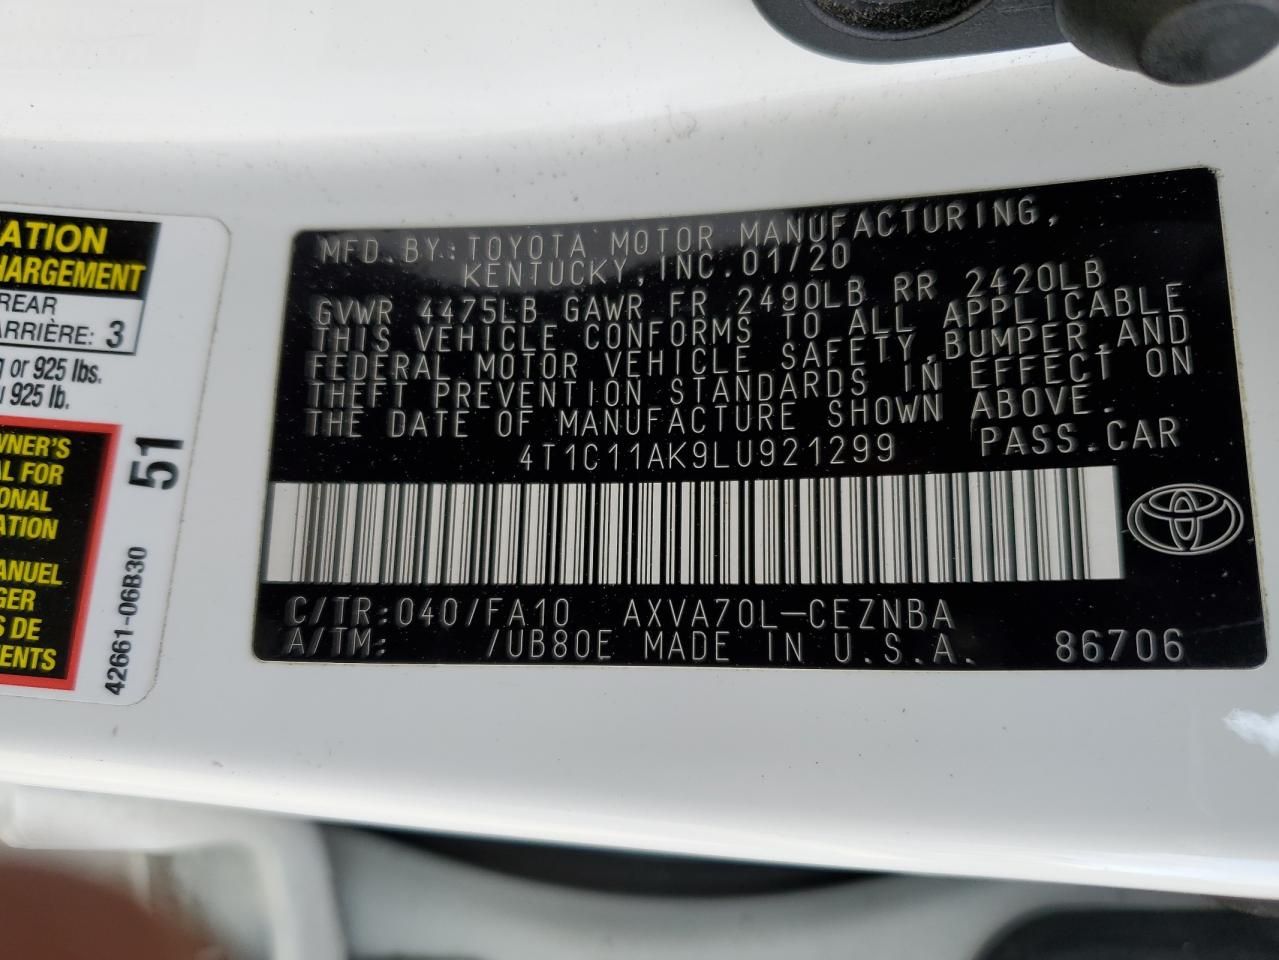 ATION
HARGEMENT
REAR
ARRIÈRE: 3
g or 925 lbs.
925 lb.
WNER'S
AL FOR
ONAL
ATION
ANUEL
GER
S DE
ENTS
51
42661-06B30
MFD. BY: TOYOTA MOTOR MANUFACTURING,
KENTUCKY, INC. 01/20
GVWR 4475LB GAWR FR 2490LB RR 2420LB
THIS VEHICLE CONFORMS TO ALL APPLICABLE
FEDERAL MOTOR VEHICLE SAFETY, BUMPER, AND
THEFT PREVENTION STANDARDS IN EFFECT ON
THE DATE OF MANUFACTURE SHOWN ABOVE.
4T1C11AK9LU921299 PASS. CAR
C/TR: 040/FA10 AXVA70L-CEZNBA
A/TM: /UB80E MADE IN U.S.A. 86706